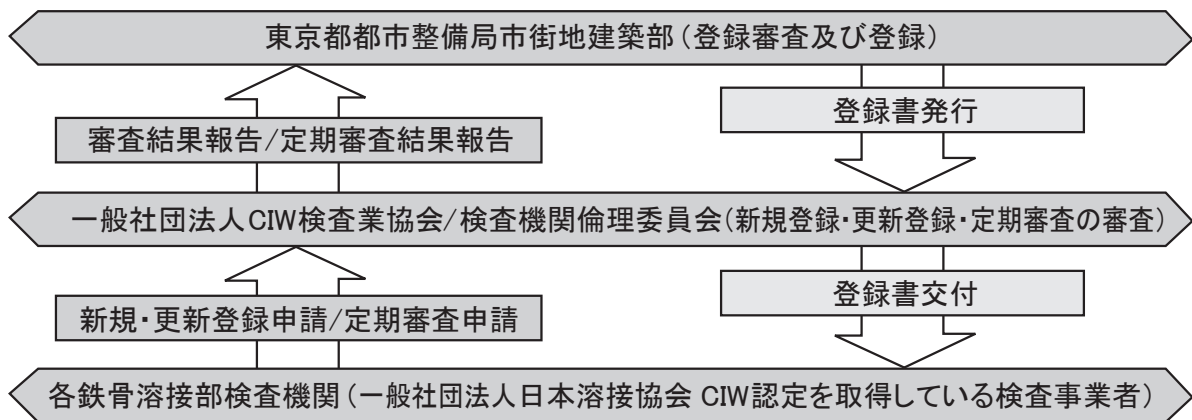 東京都都市整備局市街地建築部（登録審査及び登録）
審査結果報告/定期審査結果報告
登録書発行
一般社団法人CIW検査業協会/検査機関倫理委員会(新規登録・更新登録・定期審査の審査)
新規・更新登録申請/定期審査申請
登録書交付
各鉄骨溶接部検査機関（一般社団法人日本溶接協会 CIW認定を取得している検査事業者）